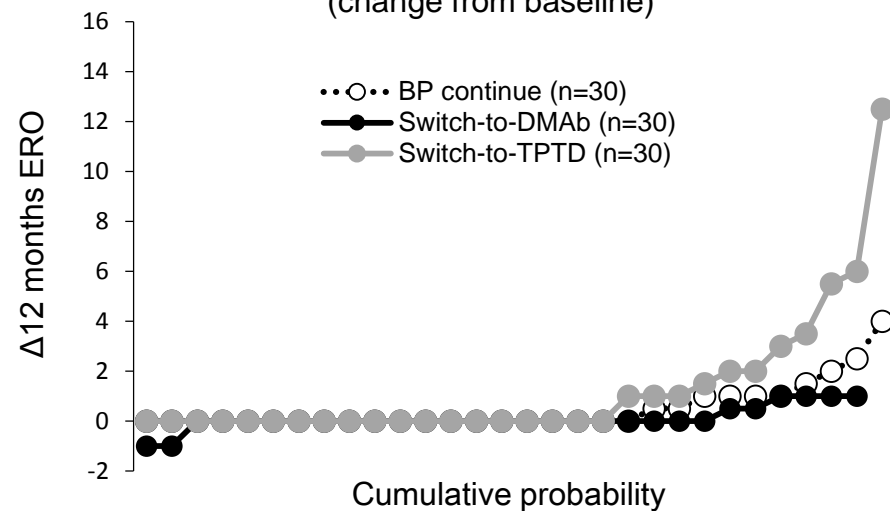 (change from baseline)
16
14
12
10
8
6
4
2
0
-2
Δ12 months ERO
BP continue (n=30)
Switch-to-DMAb (n=30)
Switch-to-TPTD (n=30)
Cumulative probability